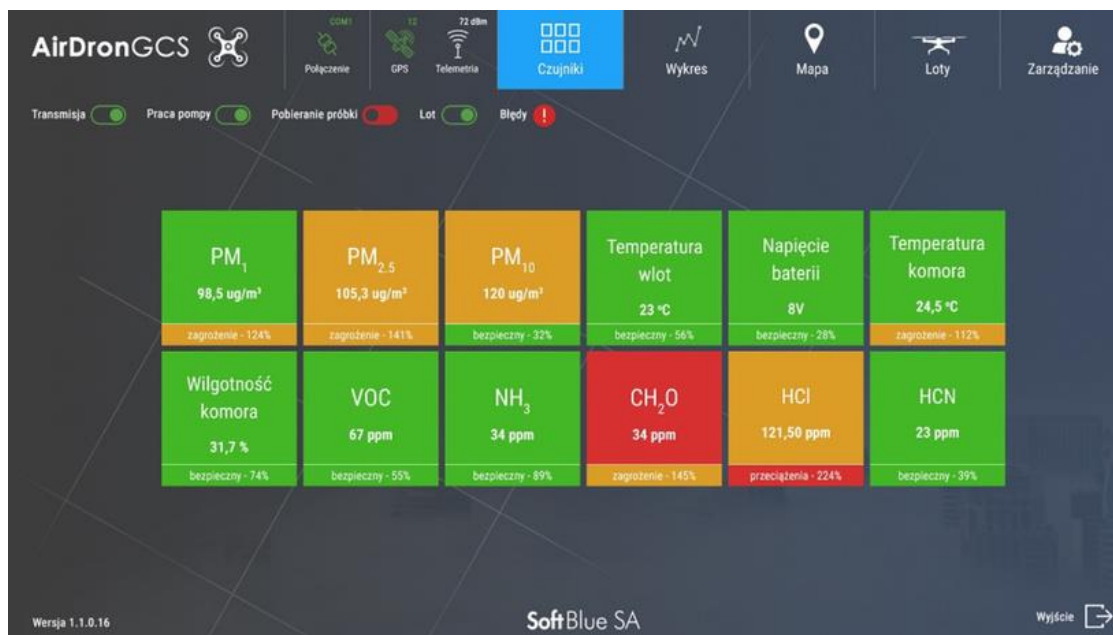 AirDronGCS
COM1
Połączenie
12
GPS
72 dBm
Telemetria
Czujniki
Wykres
Mapa
Loty
Zarządzanie
Transmisja
Praca pompy
Pobieranie próbki
Lot
Błędy !
PM1
98,5 ug/m³
zagrożenie - 124%
PM2.5
105,3 ug/m³
zagrożenie - 141%
PM10
120 ug/m³
bezpieczny - 32%
Temperatura
wlot
23 °C
bezpieczny - 56%
Napięcie
baterii
8V
bezpieczny - 28%
Temperatura
komora
24,5 °C
zagrożenie - 112%
Wilgotność
komora
31,7 %
bezpieczny - 74%
VOC
67 ppm
bezpieczny - 55%
NH3
34 ppm
bezpieczny - 89%
CH2O
34 ppm
zagrożenie - 145%
HCl
121,50 ppm
przeciążenia - 224%
HCN
23 ppm
bezpieczny - 39%
Wersja 1.1.0.16
SoftBlue SA
Wyjście